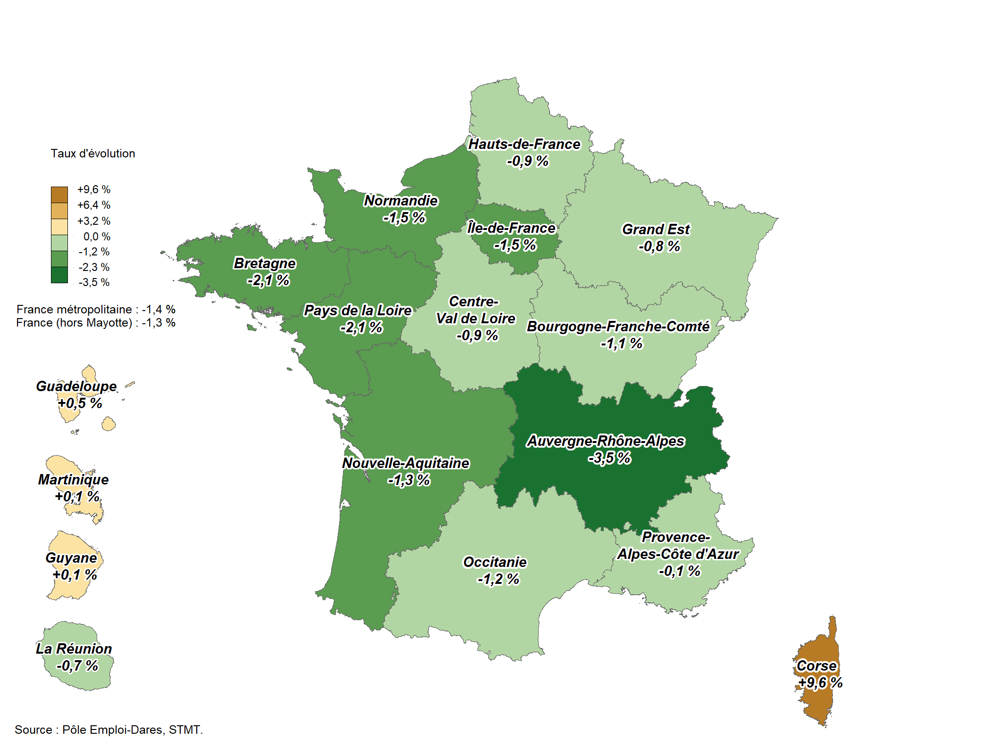 Taux d'évolution
+9,6 %
+6,4 %
+3,2 %
0,0 %
-1,2 %
-2,3 %
-3,5 %
France métropolitaine : -1,4 %
France (hors Mayotte) : -1,3 %
Guadeloupe
+0,5 %
Martinique
+0,1 %
Guyane
+0,1 %
La Réunion
-0,7 %
Hauts-de-France
-0,9 %
Normandie
-1,5 %
Île-de-France
-1,5 %
Grand Est
-0,8 %
Bretagne
-2,1 %
Pays de la Loire
-2,1 %
Centre-
Val de Loire
-0,9 %
Bourgogne-Franche-Comté
-1,1 %
Auvergne-Rhône-Alpes
-3,5 %
Nouvelle-Aquitaine
-1,3 %
Occitanie
-1,2 %
Provence-
Alpes-Côte d'Azur
-0,1 %
Corse
+9,6 %
Source : Pôle Emploi-Dares, STMT.